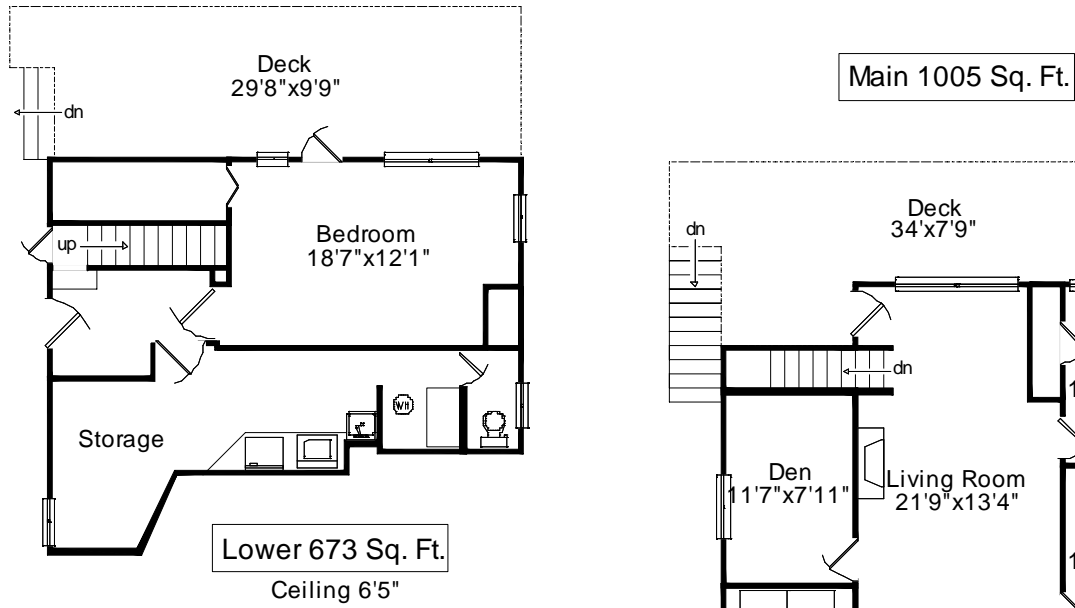 Deck
29'8"x9'9"
dn
up
Bedroom
18'7"x12'1"
WH
Storage
Lower 673 Sq. Ft.
Ceiling 6'5"
Main 1005 Sq. Ft.
Deck
34'x7'9"
dn
dn
Den
11'7"x7'11"
Living Room
21'9"x13'4"
1
1